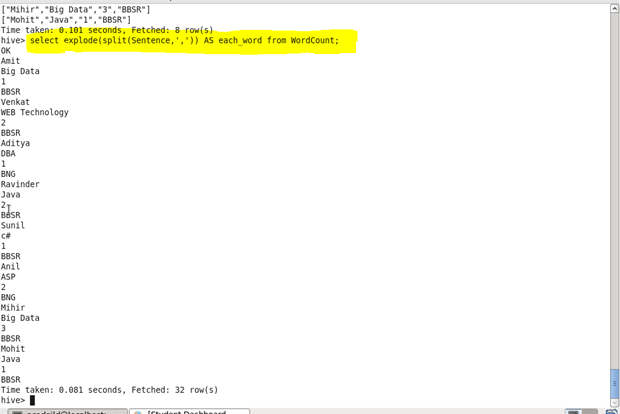 ["Mihir","Big Data","3","BBSR"]
["Mohit","Java","1","BBSR"]
Time taken: 0.101 seconds, Fetched: 8 row(s)
hive> select explode(split(Sentence,',')) AS each_word from WordCount;
OK
Amit
Big Data
1
BBSR
Venkat
WEB Technology
2
BBSR
Aditya
DBA
1
BNG
Ravinder
Java
2
BBSR
Sunil
c#
1
BBSR
Anil
ASP
2
BNG
Mihir
Big Data
3
BBSR
Mohit
Java
1
BBSR
Time taken: 0.081 seconds, Fetched: 32 row(s)
hive>
[Student Dashboard